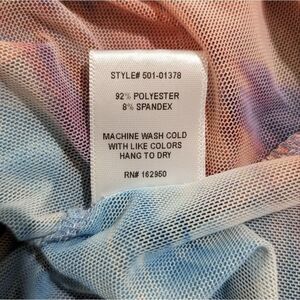 STYLE# 501-01378
92% POLYESTER
8% SPANDEX
MACHINE WASH COLD
WITH LIKE COLORS
HANG TO DRY
RN# 162950